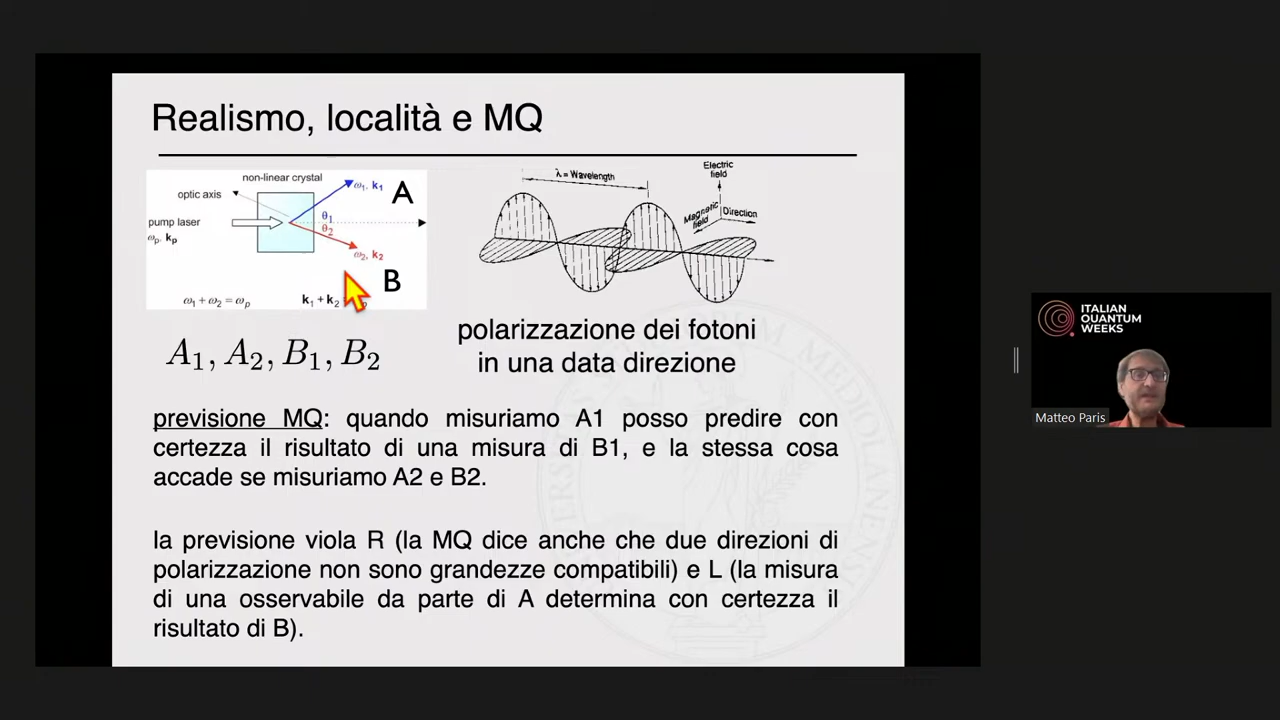 Realismo, località e MQ
non-linear crystal
optic axis
ω₁, k₁
A
pump laser
ωₚ, kₚ
θ₁
θ₂
ω₂, k₂
B
ω₁ + ω₂ = ωₚ
k₁ + k₂
λ = Wavelength
Electric
field
Magnetic
field
Direction
A₁, A₂, B₁, B₂
polarizzazione dei fotoni
in una data direzione
previsione MQ: quando misuriamo A1 posso predire con
certezza il risultato di una misura di B1, e la stessa cosa
accade se misuriamo A2 e B2.
la previsione viola R (la MQ dice anche che due direzioni di
polarizzazione non sono grandezze compatibili) e L (la misura
di una osservabile da parte di A determina con certezza il
risultato di B).
ITALIAN
QUANTUM
WEEKS
Matteo Paris